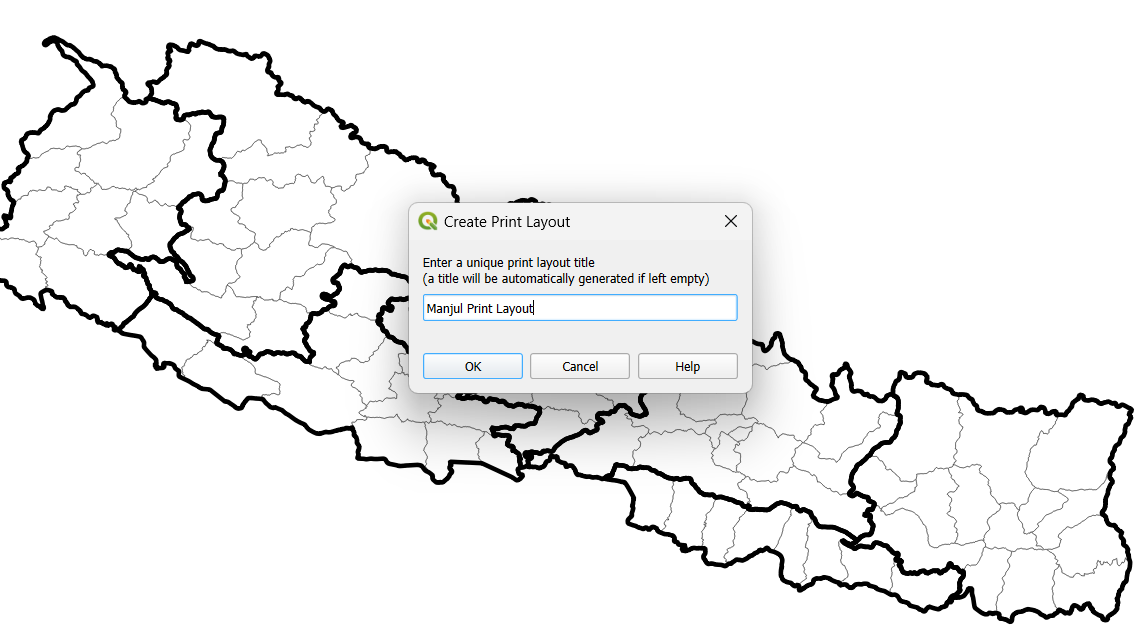 Create Print Layout
Enter a unique print layout title
(a title will be automatically generated if left empty)
Manjul Print Layout
OK Cancel Help